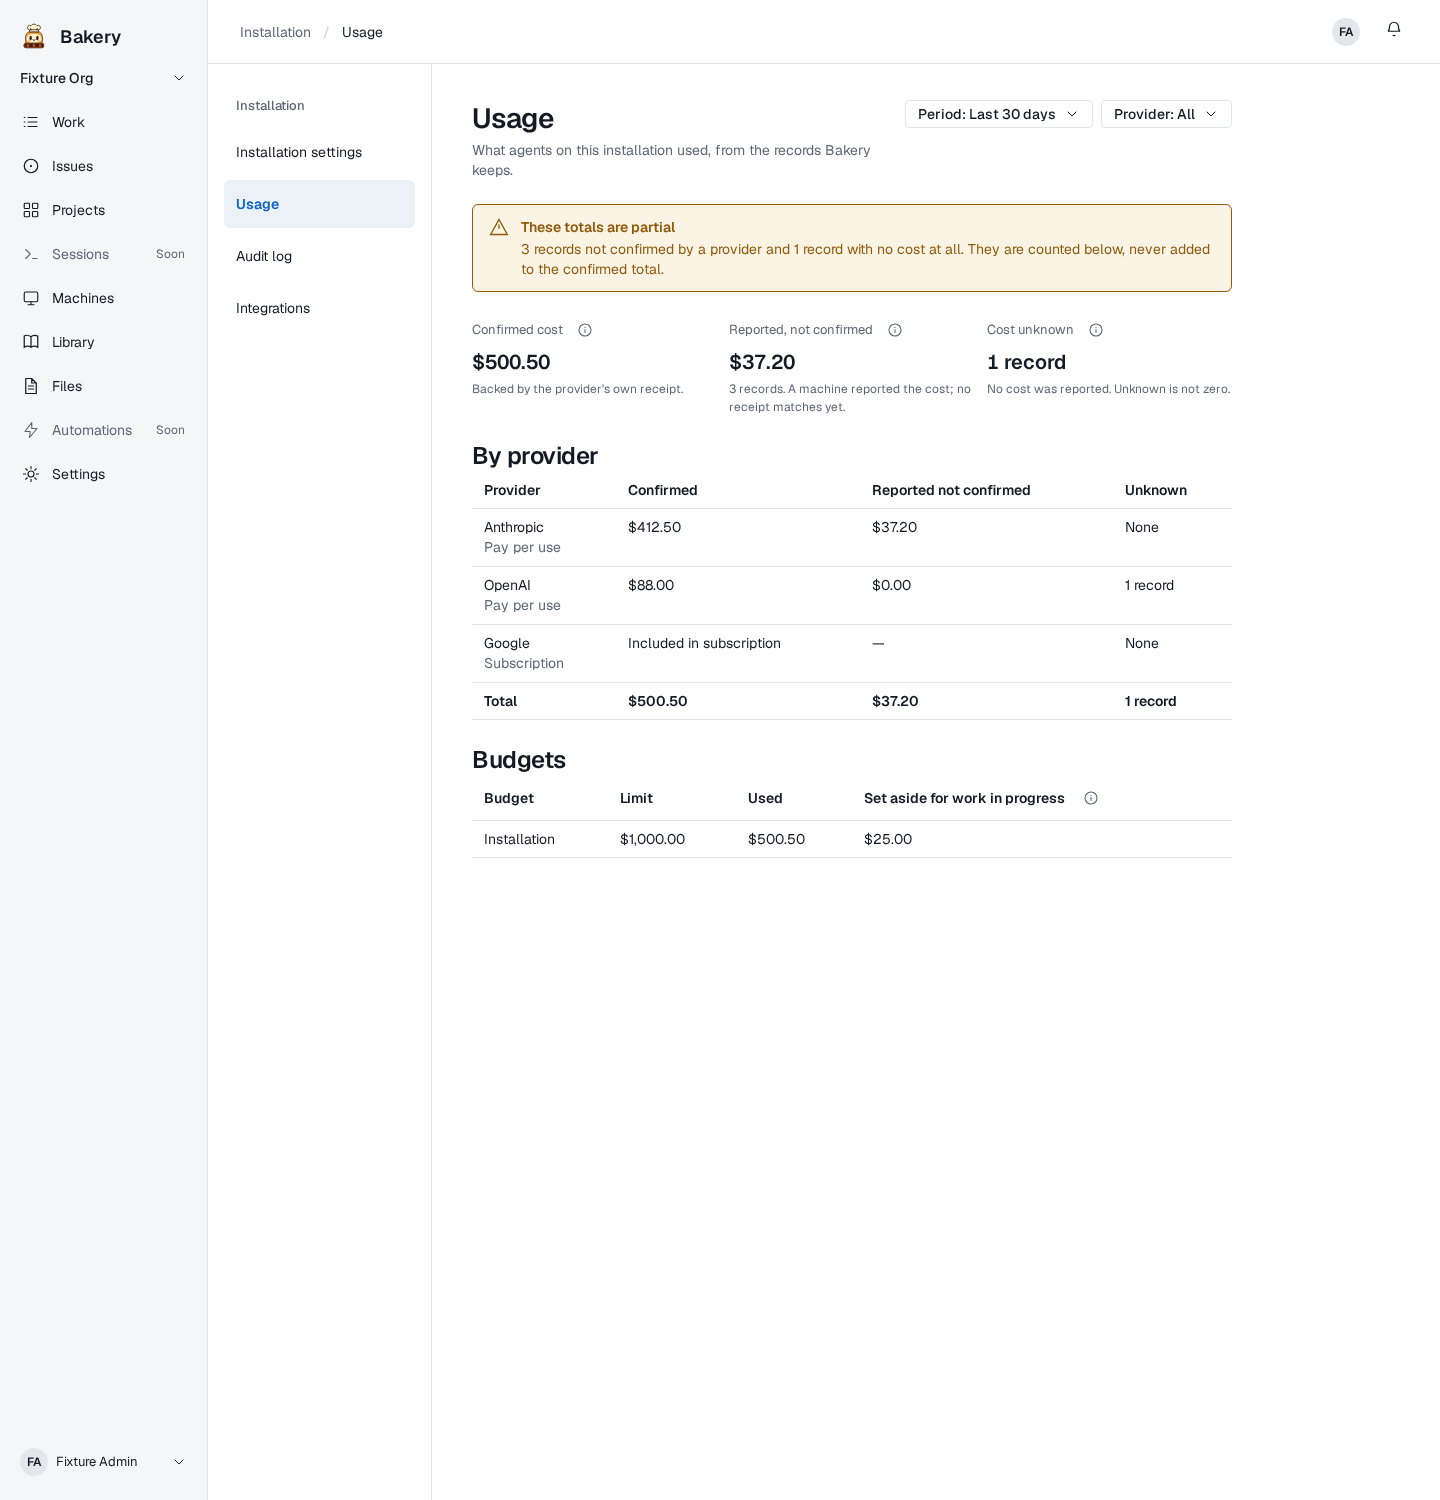 Bakery
Fixture Org
Work
Issues
Projects
Sessions Soon
Machines
Library
Files
Automations Soon
Settings
FA Fixture Admin
Installation / Usage
FA
Installation
Installation settings
Usage
Audit log
Integrations
Usage
What agents on this installation used, from the records Bakery
keeps.
Period: Last 30 days
Provider: All
These totals are partial
3 records not confirmed by a provider and 1 record with no cost at all. They are counted below, never added
to the confirmed total.
Confirmed cost
$500.50
Backed by the provider's own receipt.
Reported, not confirmed
$37.20
3 records. A machine reported the cost; no
receipt matches yet.
Cost unknown
1 record
No cost was reported. Unknown is not zero.
By provider
Provider Confirmed Reported not confirmed Unknown
Anthropic $412.50 $37.20 None
Pay per use
OpenAI $88.00 $0.00 1 record
Pay per use
Google Included in subscription — None
Subscription
Total $500.50 $37.20 1 record
Budgets
Budget Limit Used Set aside for work in progress
Installation $1,000.00 $500.50 $25.00